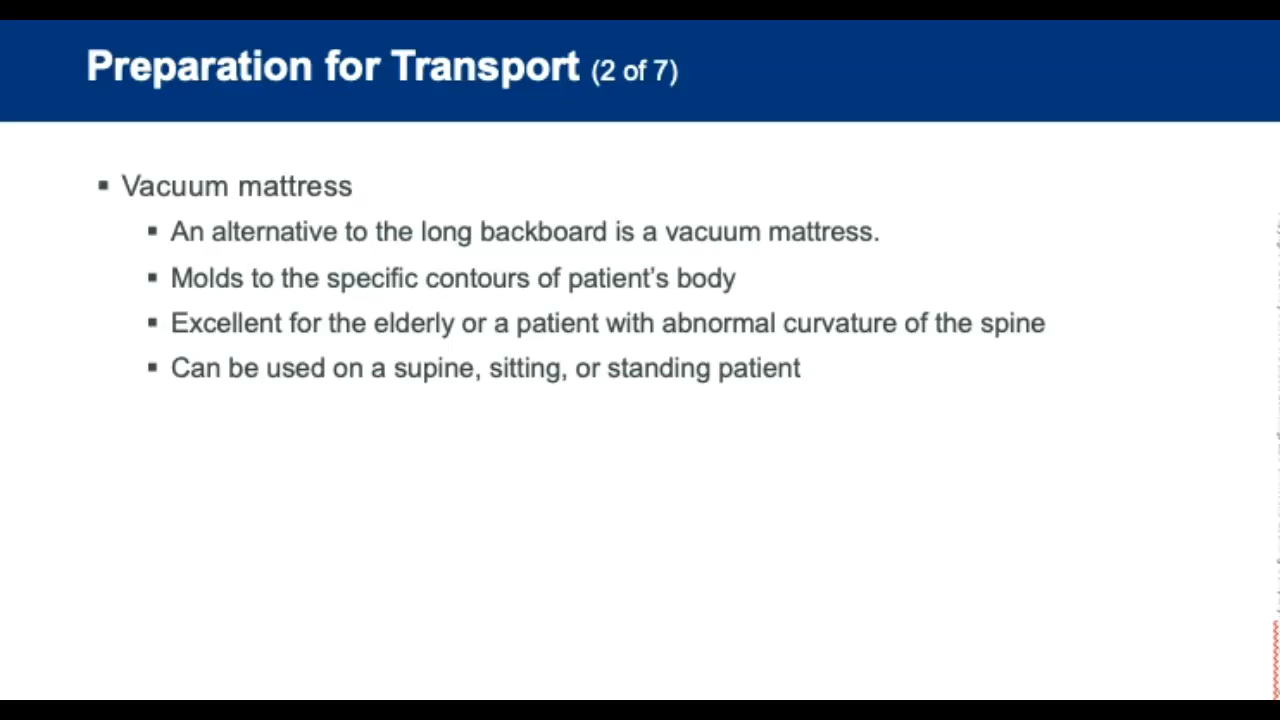 Preparation for Transport (2 of 7)
▪ Vacuum mattress
▪ An alternative to the long backboard is a vacuum mattress.
▪ Molds to the specific contours of patient's body
▪ Excellent for the elderly or a patient with abnormal curvature of the spine
▪ Can be used on a supine, sitting, or standing patient